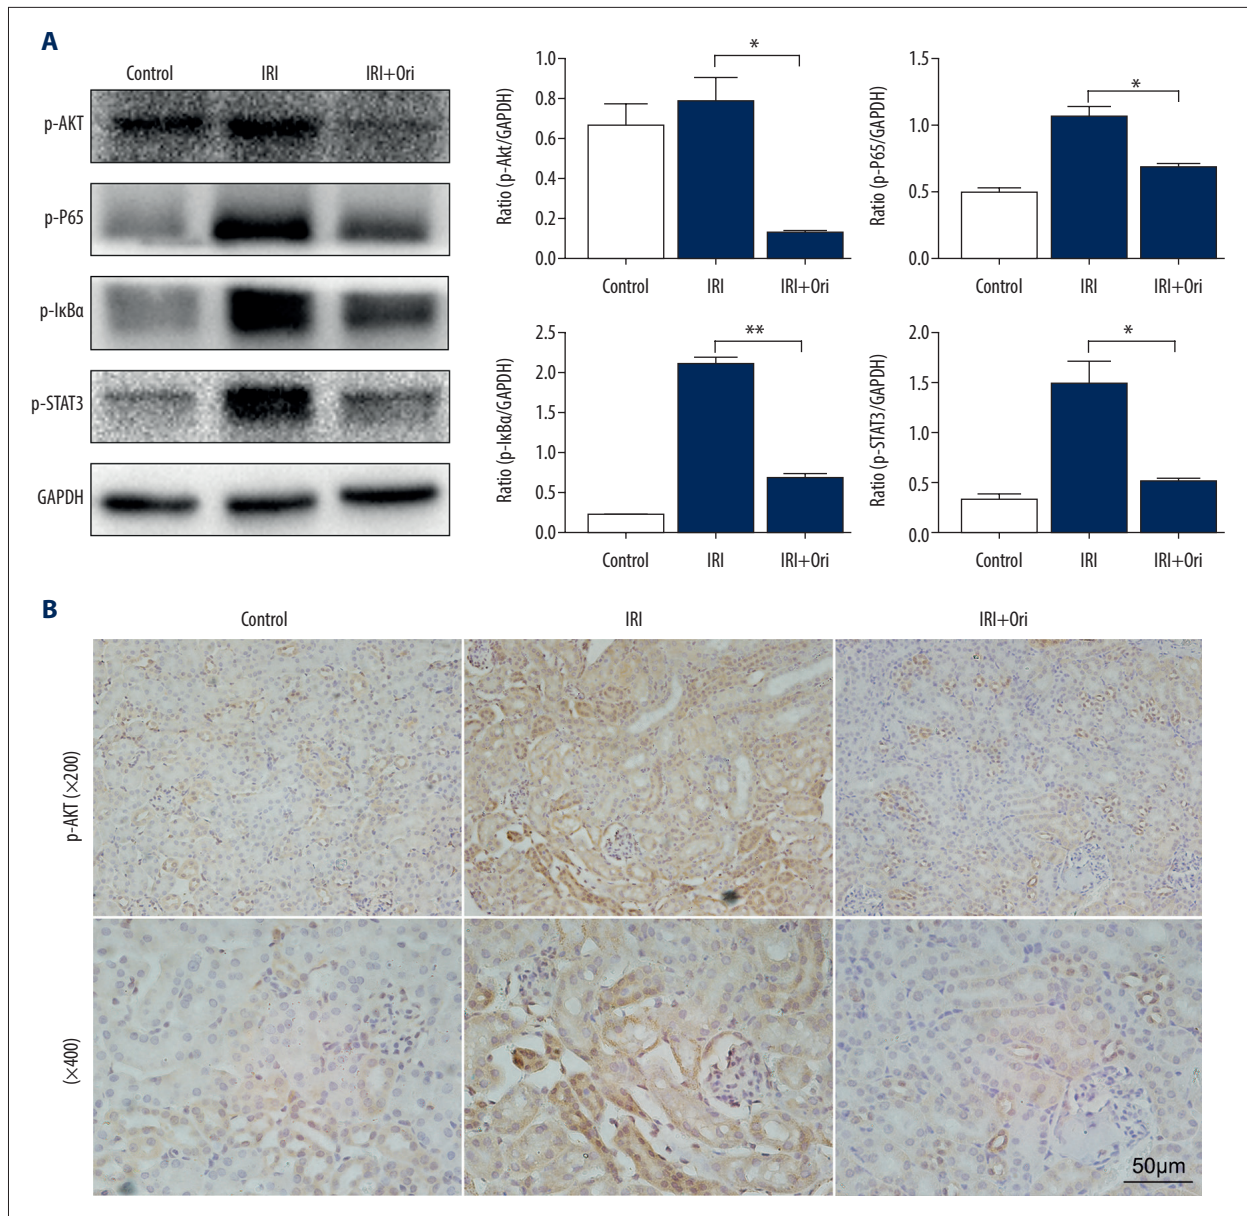 A
Control IRI IRI+Ori
p-AKT
p-P65
p-IκBα
p-STAT3
GAPDH
Ratio (p-Akt/GAPDH)
1.0
0.8
0.6
0.4
0.2
0.0
*
Control IRI IRI+Ori
Ratio (p-P65/GAPDH)
1.5
1.0
0.5
0.0
*
Control IRI IRI+Ori
Ratio (p-IκBα/GAPDH)
2.5
2.0
1.5
1.0
0.5
0.0
**
Control IRI IRI+Ori
Ratio (p-STAT3/GAPDH)
2.0
1.5
1.0
0.5
0.0
*
Control IRI IRI+Ori
B
Control IRI IRI+Ori
p-AKT (×200)
(×400)
50μm